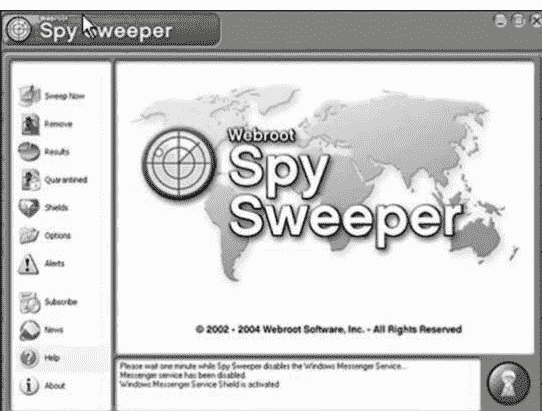 Webroot
Spy Sweeper
Sweep Now
Remove
Results
Quarantined
Shields
Options
Alerts
Subscribe
News
Help
About
Webroot
Spy
Sweeper
© 2002 - 2004 Webroot Software, Inc. - All Rights Reserved
Please wait one minute while Spy Sweeper disables the Windows Messenger Service...
Messenger service has been disabled.
Windows Messenger Service Shield is activated